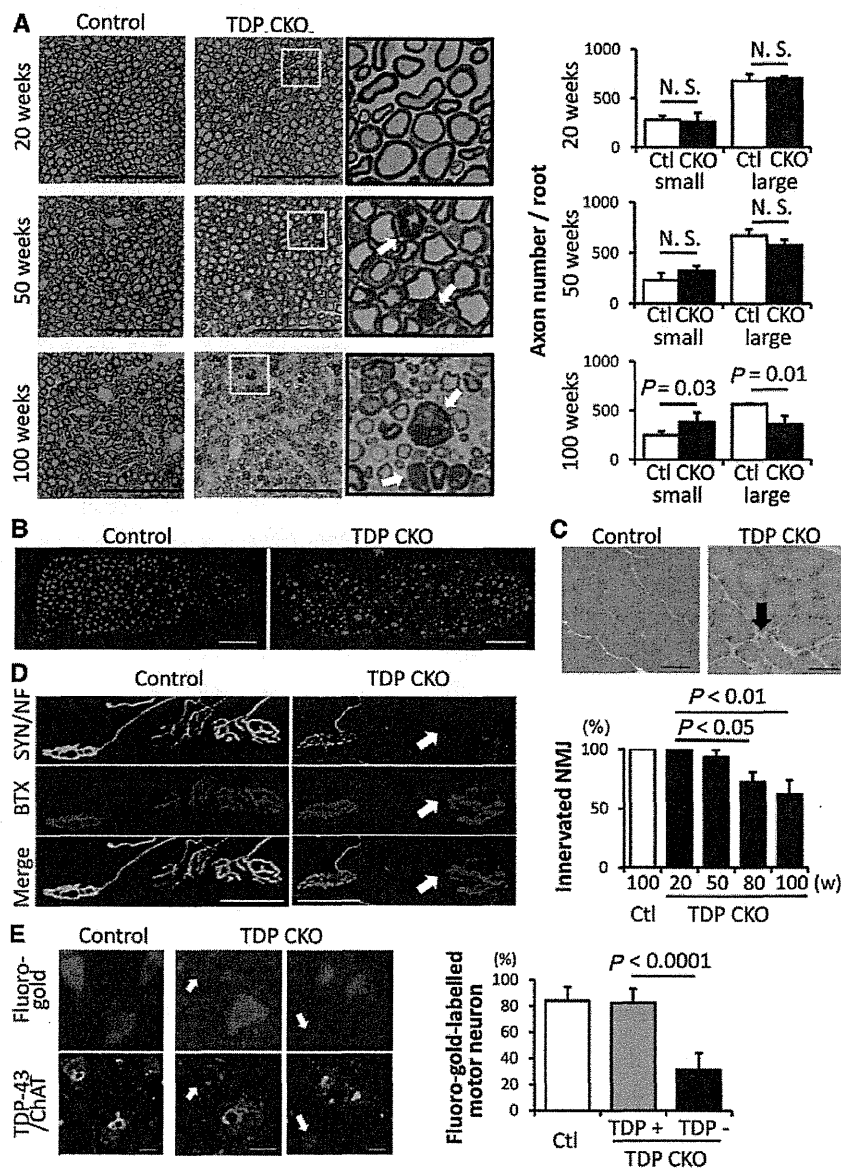 A
Control
TDP CKO
20 weeks
50 weeks
100 weeks
Axon number / root
20 weeks
1000
500
0
N. S.
N. S.
Ctl CKO
small
Ctl CKO
large
50 weeks
1000
500
0
N. S.
N. S.
Ctl CKO
small
Ctl CKO
large
100 weeks
1000
500
0
P = 0.03
P = 0.01
Ctl CKO
small
Ctl CKO
large
B
Control
TDP CKO
C
Control
TDP CKO
D
Control
TDP CKO
SYN/NF
BTX
Merge
Innervated NMJ
(%)
100
50
0
P < 0.01
P < 0.05
100 20 50 80 100 (w)
Ctl
TDP CKO
E
Control
TDP CKO
Fluoro-
gold
TDP-43
/ChAT
Fluoro-gold-labelled
motor neuron
(%)
100
80
60
40
20
0
P < 0.0001
Ctl
TDP +
TDP -
TDP CKO